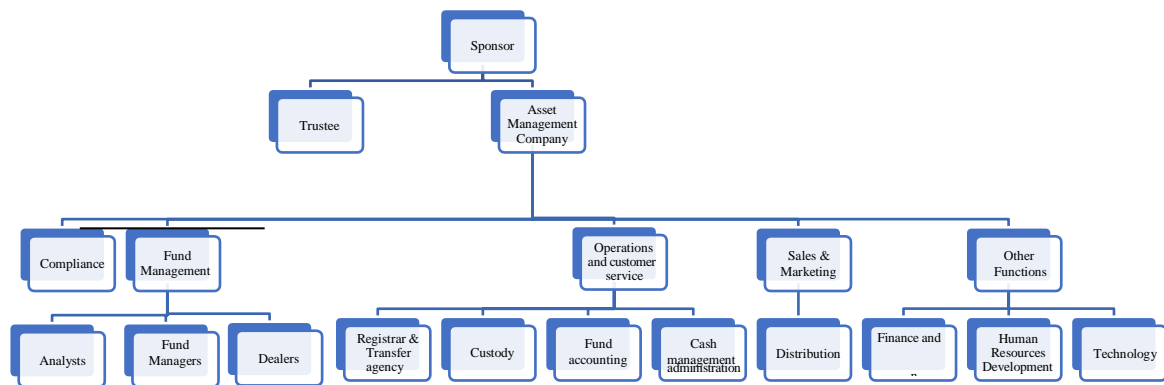 Sponsor
Trustee
Asset
Management
Company
Compliance
Fund
Management
Operations
and customer
service
Sales &
Marketing
Other
Functions
Analysts
Fund
Managers
Dealers
Registrar &
Transfer
agency
Custody
Fund
accounting
Cash
management
administration
Distribution
Finance and
Human
Resources
Development
Technology